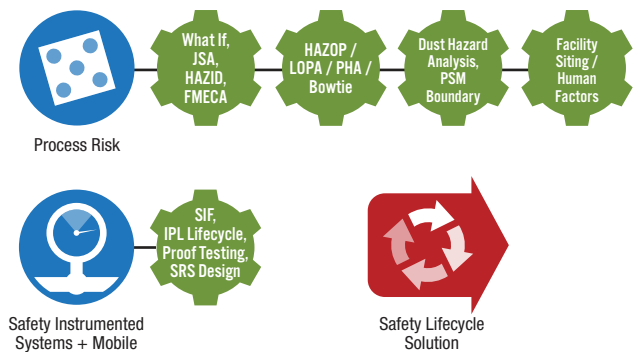 What If,
JSA,
HAZID,
FMECA
HAZOP /
LOPA / PHA /
Bowtie
Dust Hazard
Analysis,
PSM
Boundary
Facility
Siting /
Human
Factors
Process Risk
SIF,
IPL Lifecycle,
Proof Testing,
SRS Design
Safety Instrumented
Systems + Mobile
Safety Lifecycle
Solution